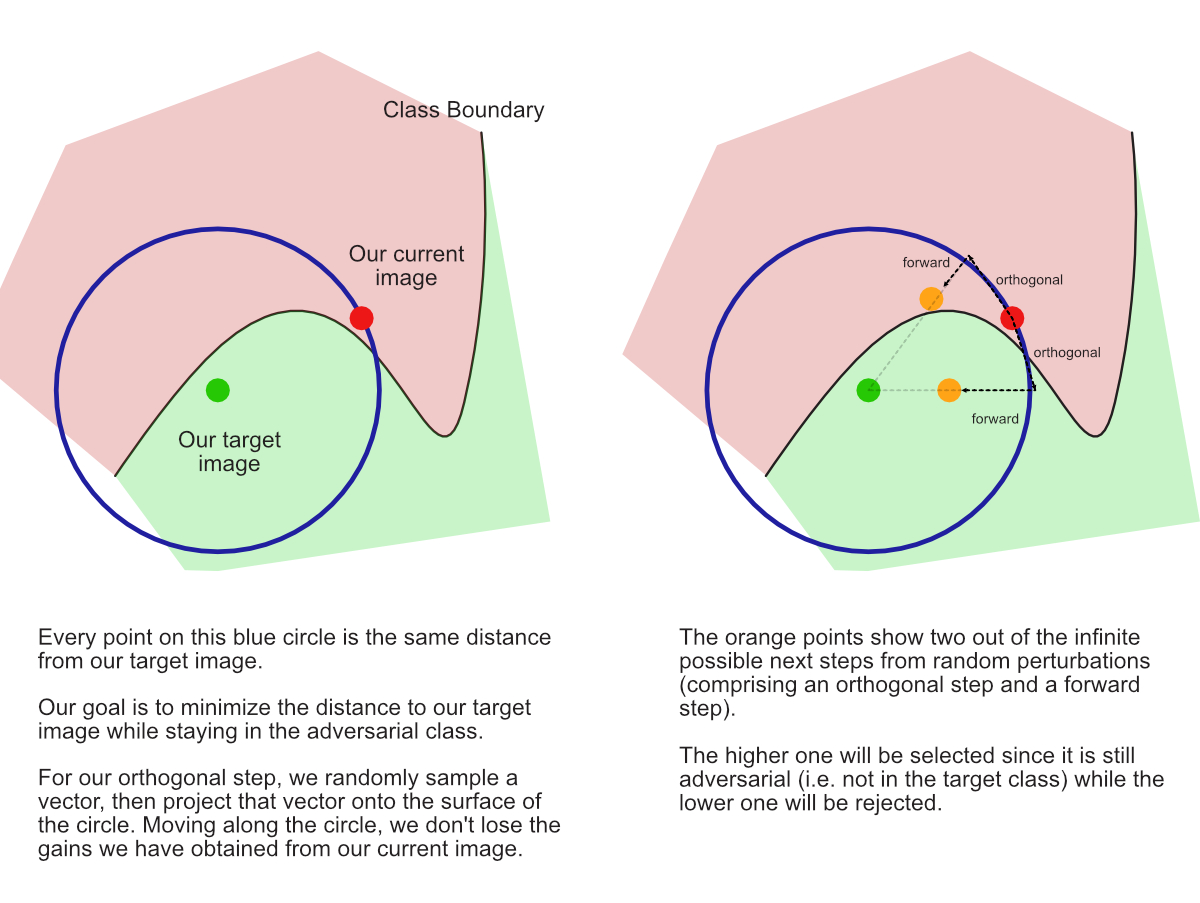 Class Boundary
Our current
image
Our target
image
forward
orthogonal
orthogonal
forward
Every point on this blue circle is the same distance
from our target image.
Our goal is to minimize the distance to our target
image while staying in the adversarial class.
For our orthogonal step, we randomly sample a
vector, then project that vector onto the surface of
the circle. Moving along the circle, we don't lose the
gains we have obtained from our current image.
The orange points show two out of the infinite
possible next steps from random perturbations
(comprising an orthogonal step and a forward
step).
The higher one will be selected since it is still
adversarial (i.e. not in the target class) while the
lower one will be rejected.